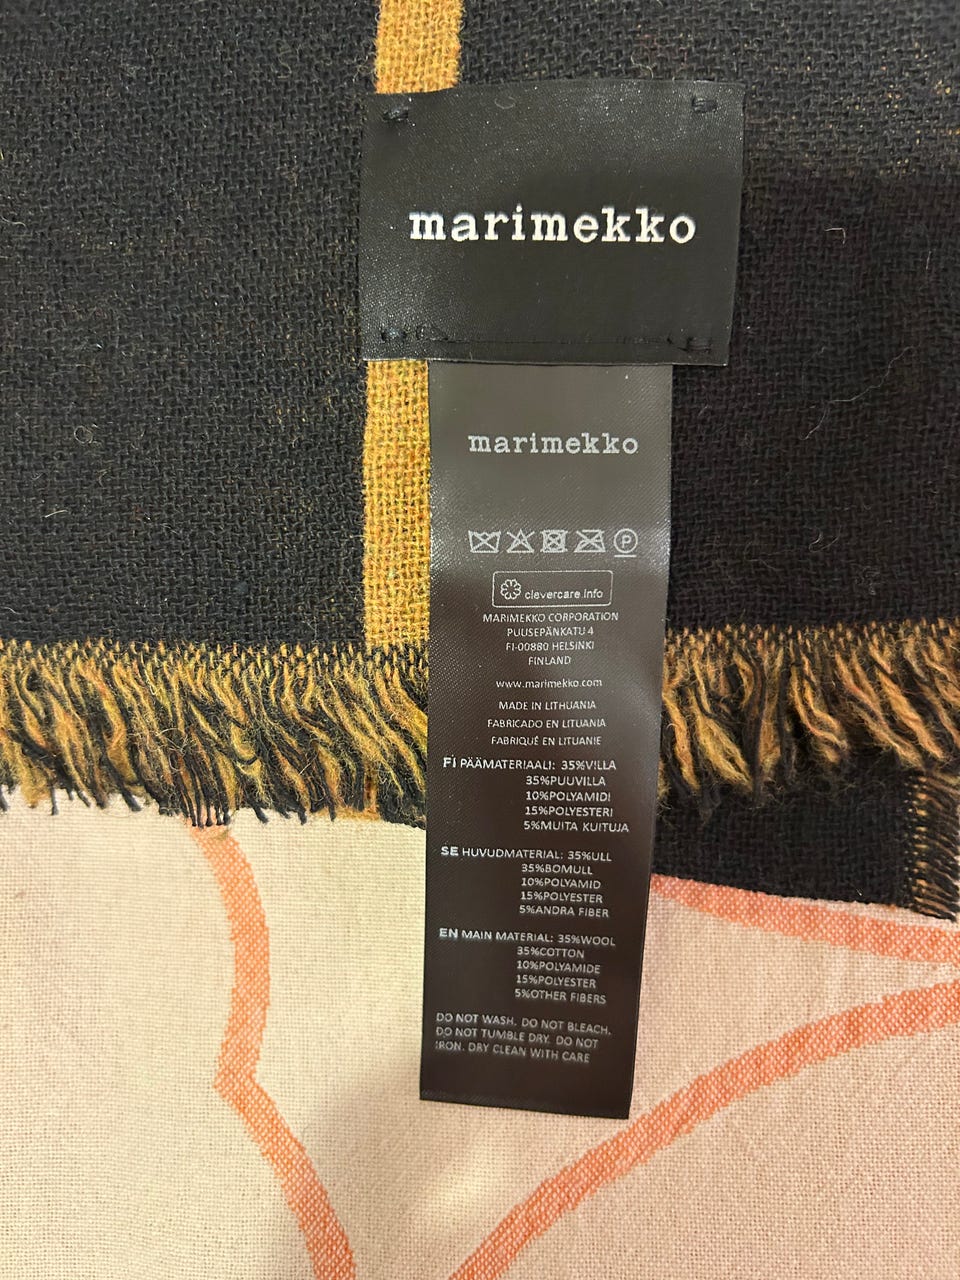 marimekko
marimekko
P
clevercare.info
MARIMEKKO CORPORATION
PUUSEPÄNKATU 4
FI-00880 HELSINKI
FINLAND
www.marimekko.com
MADE IN LITHUANIA
FABRICADO EN LITUANIA
FABRIQUÉ EN LITUANIE
FI PÄÄMATERIAALI: 35%VILLA
35%PUUVILLA
10%POLYAMIDI
15%POLYESTERI
5%MUITA KUITUJA
SE HUVUDMATERIAL: 35%ULL
35%BOMULL
10%POLYAMID
15%POLYESTER
5%ANDRA FIBER
EN MAIN MATERIAL: 35%WOOL
35%COTTON
10%POLYAMIDE
15%POLYESTER
5%OTHER FIBERS
DO NOT WASH. DO NOT BLEACH.
DO NOT TUMBLE DRY. DO NOT
IRON. DRY CLEAN WITH CARE